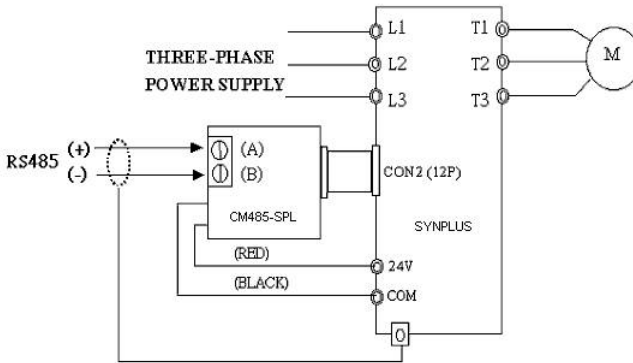 L1 T1
THREE-PHASE L2 T2 M
POWER SUPPLY L3 T3
(+) (A)
RS485
(-) (B) CON2 (12P)
CM485-SPL SYNPLUS
(RED) 24V
(BLACK) COM
O